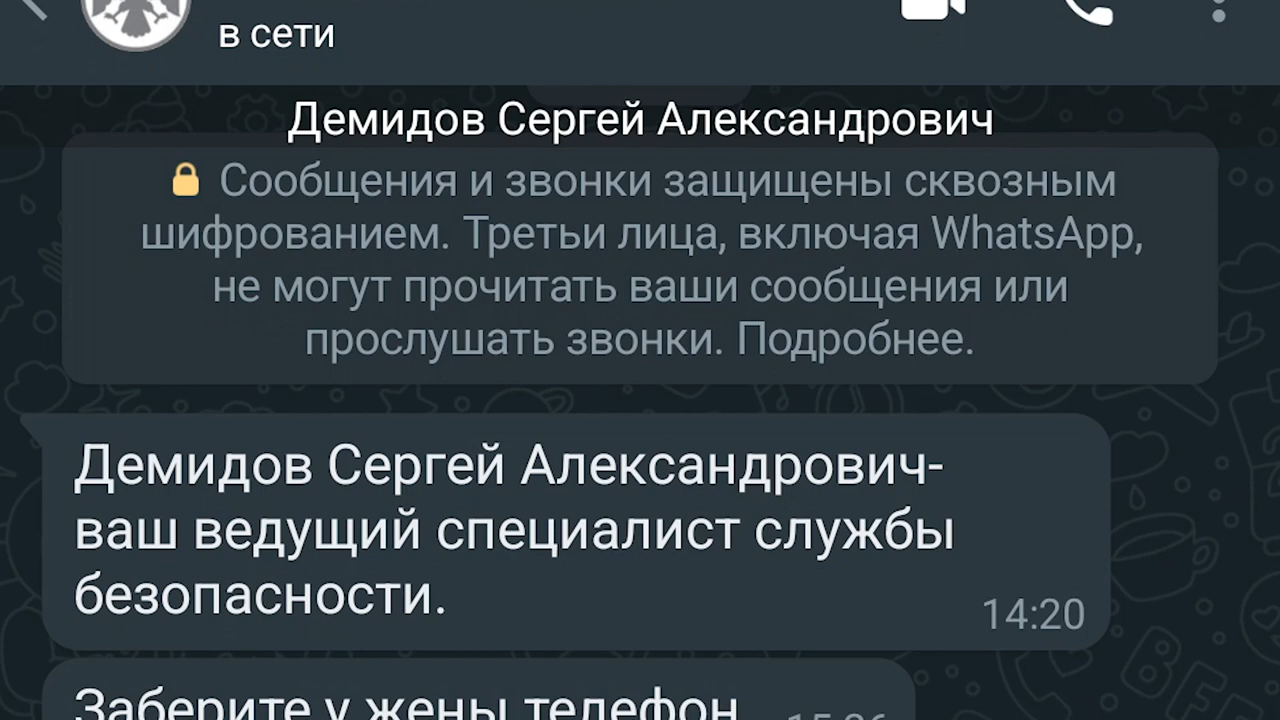 в сети
Демидов Сергей Александрович
Сообщения и звонки защищены сквозным
шифрованием. Третьи лица, включая WhatsApp,
не могут прочитать ваши сообщения или
прослушать звонки. Подробнее.
Демидов Сергей Александрович-
ваш ведущий специалист службы
безопасности.
14:20
Заберите у жены телефон